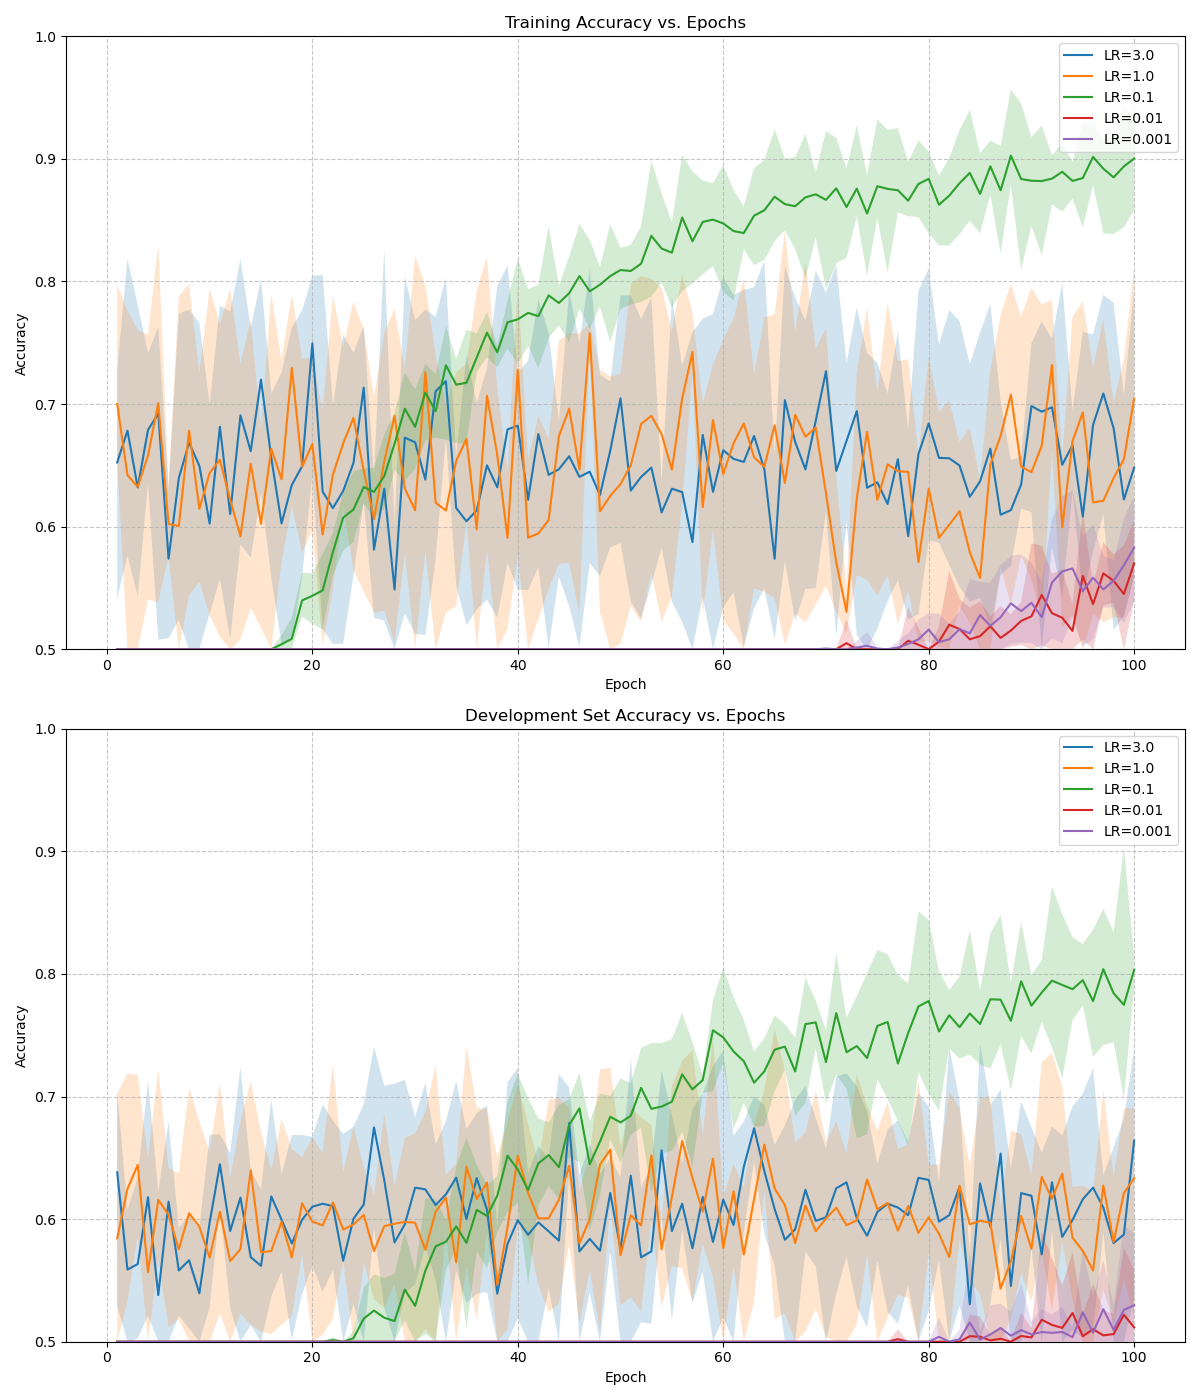 Training Accuracy vs. Epochs
1.0
0.9
0.8
0.7
0.6
0.5
Accuracy
LR=3.0
LR=1.0
LR=0.1
LR=0.01
LR=0.001
0 20 40 60 80 100
Epoch
Development Set Accuracy vs. Epochs
1.0
0.9
0.8
0.7
0.6
0.5
Accuracy
LR=3.0
LR=1.0
LR=0.1
LR=0.01
LR=0.001
0 20 40 60 80 100
Epoch